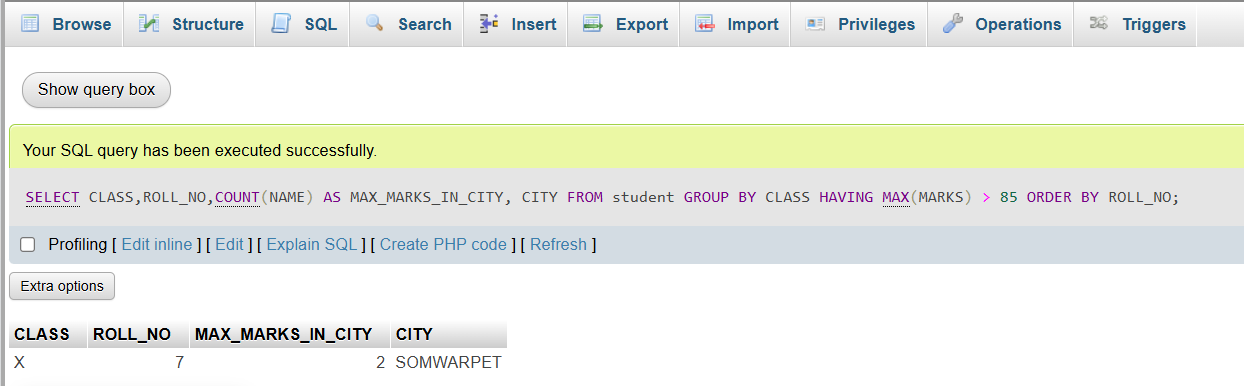 Browse Structure SQL Search Insert Export Import Privileges Operations Triggers
Show query box
Your SQL query has been executed successfully.
SELECT CLASS,ROLL_NO,COUNT(NAME) AS MAX_MARKS_IN_CITY, CITY FROM student GROUP BY CLASS HAVING MAX(MARKS) > 85 ORDER BY ROLL_NO;
Profiling [ Edit inline ] [ Edit ] [ Explain SQL ] [ Create PHP code ] [ Refresh ]
Extra options
CLASS ROLL_NO MAX_MARKS_IN_CITY CITY
X 7 2 SOMWARPET